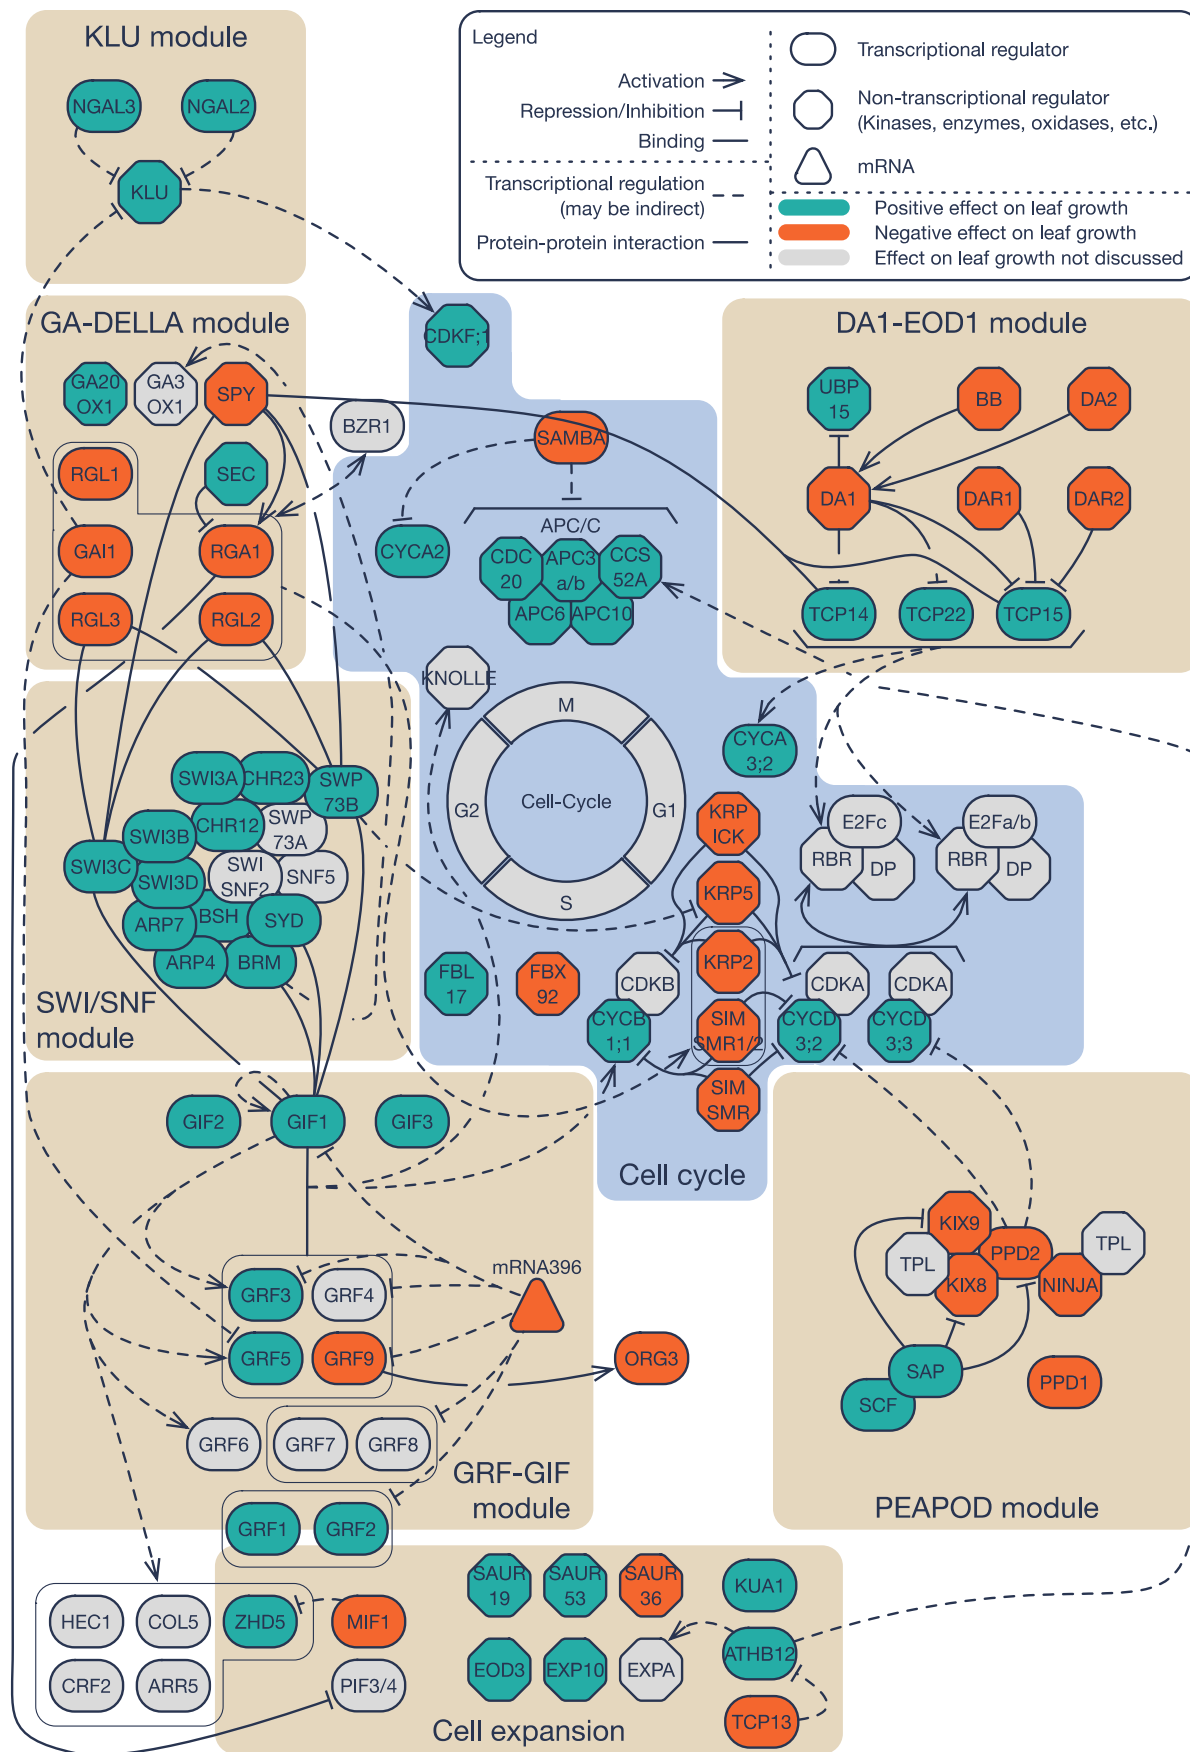 KLU module
NGAL3
NGAL2
KLU
Legend
Activation
Repression/Inhibition
Binding
Transcriptional regulation
(may be indirect)
Protein-protein interaction
Transcriptional regulator
Non-transcriptional regulator
(Kinases, enzymes, oxidases, etc.)
mRNA
Positive effect on leaf growth
Negative effect on leaf growth
Effect on leaf growth not discussed
GA-DELLA module
GA20
OX1
GA3
OX1
SPY
RGL1
SEC
GAI1
RGA1
RGL3
RGL2
BZR1
CDKF;1
SAMBA
CYCA2
APC/C
CDC
20
APC3
a/b
CCS
52A
APC6
APC10
KNOLLE
DA1-EOD1 module
UBP
15
BB
DA2
DA1
DAR1
DAR2
TCP14
TCP22
TCP15
M
G2
Cell-Cycle
G1
S
CYCA
3;2
KRP
ICK
KRP5
KRP2
SIM
SMR1/2
SIM
SMR
E2Fc
RBR
DP
E2Fa/b
RBR
DP
FBL
17
FBX
92
CDKB
CYCB
1;1
CDKA
CYCD
3;2
CDKA
CYCD
3;3
Cell cycle
SWI3A
CHR23
SWP
73B
SWI3B
CHR12
SWP
73A
SWI3C
SWI3D
SWI
SNF2
SNF5
ARP7
BSH
SYD
ARP4
BRM
SWI/SNF
module
GIF2
GIF1
GIF3
mRNA396
GRF3
GRF4
GRF5
GRF9
ORG3
GRF6
GRF7
GRF8
GRF-GIF
module
GRF1
GRF2
KIX9
TPL
PPD2
TPL
KIX8
NINJA
SAP
SCF
PPD1
PEAPOD module
HEC1
COL5
ZHD5
MIF1
CRF2
ARR5
PIF3/4
SAUR
19
SAUR
53
SAUR
36
KUA1
EOD3
EXP10
EXPA
ATHB12
TCP13
Cell expansion